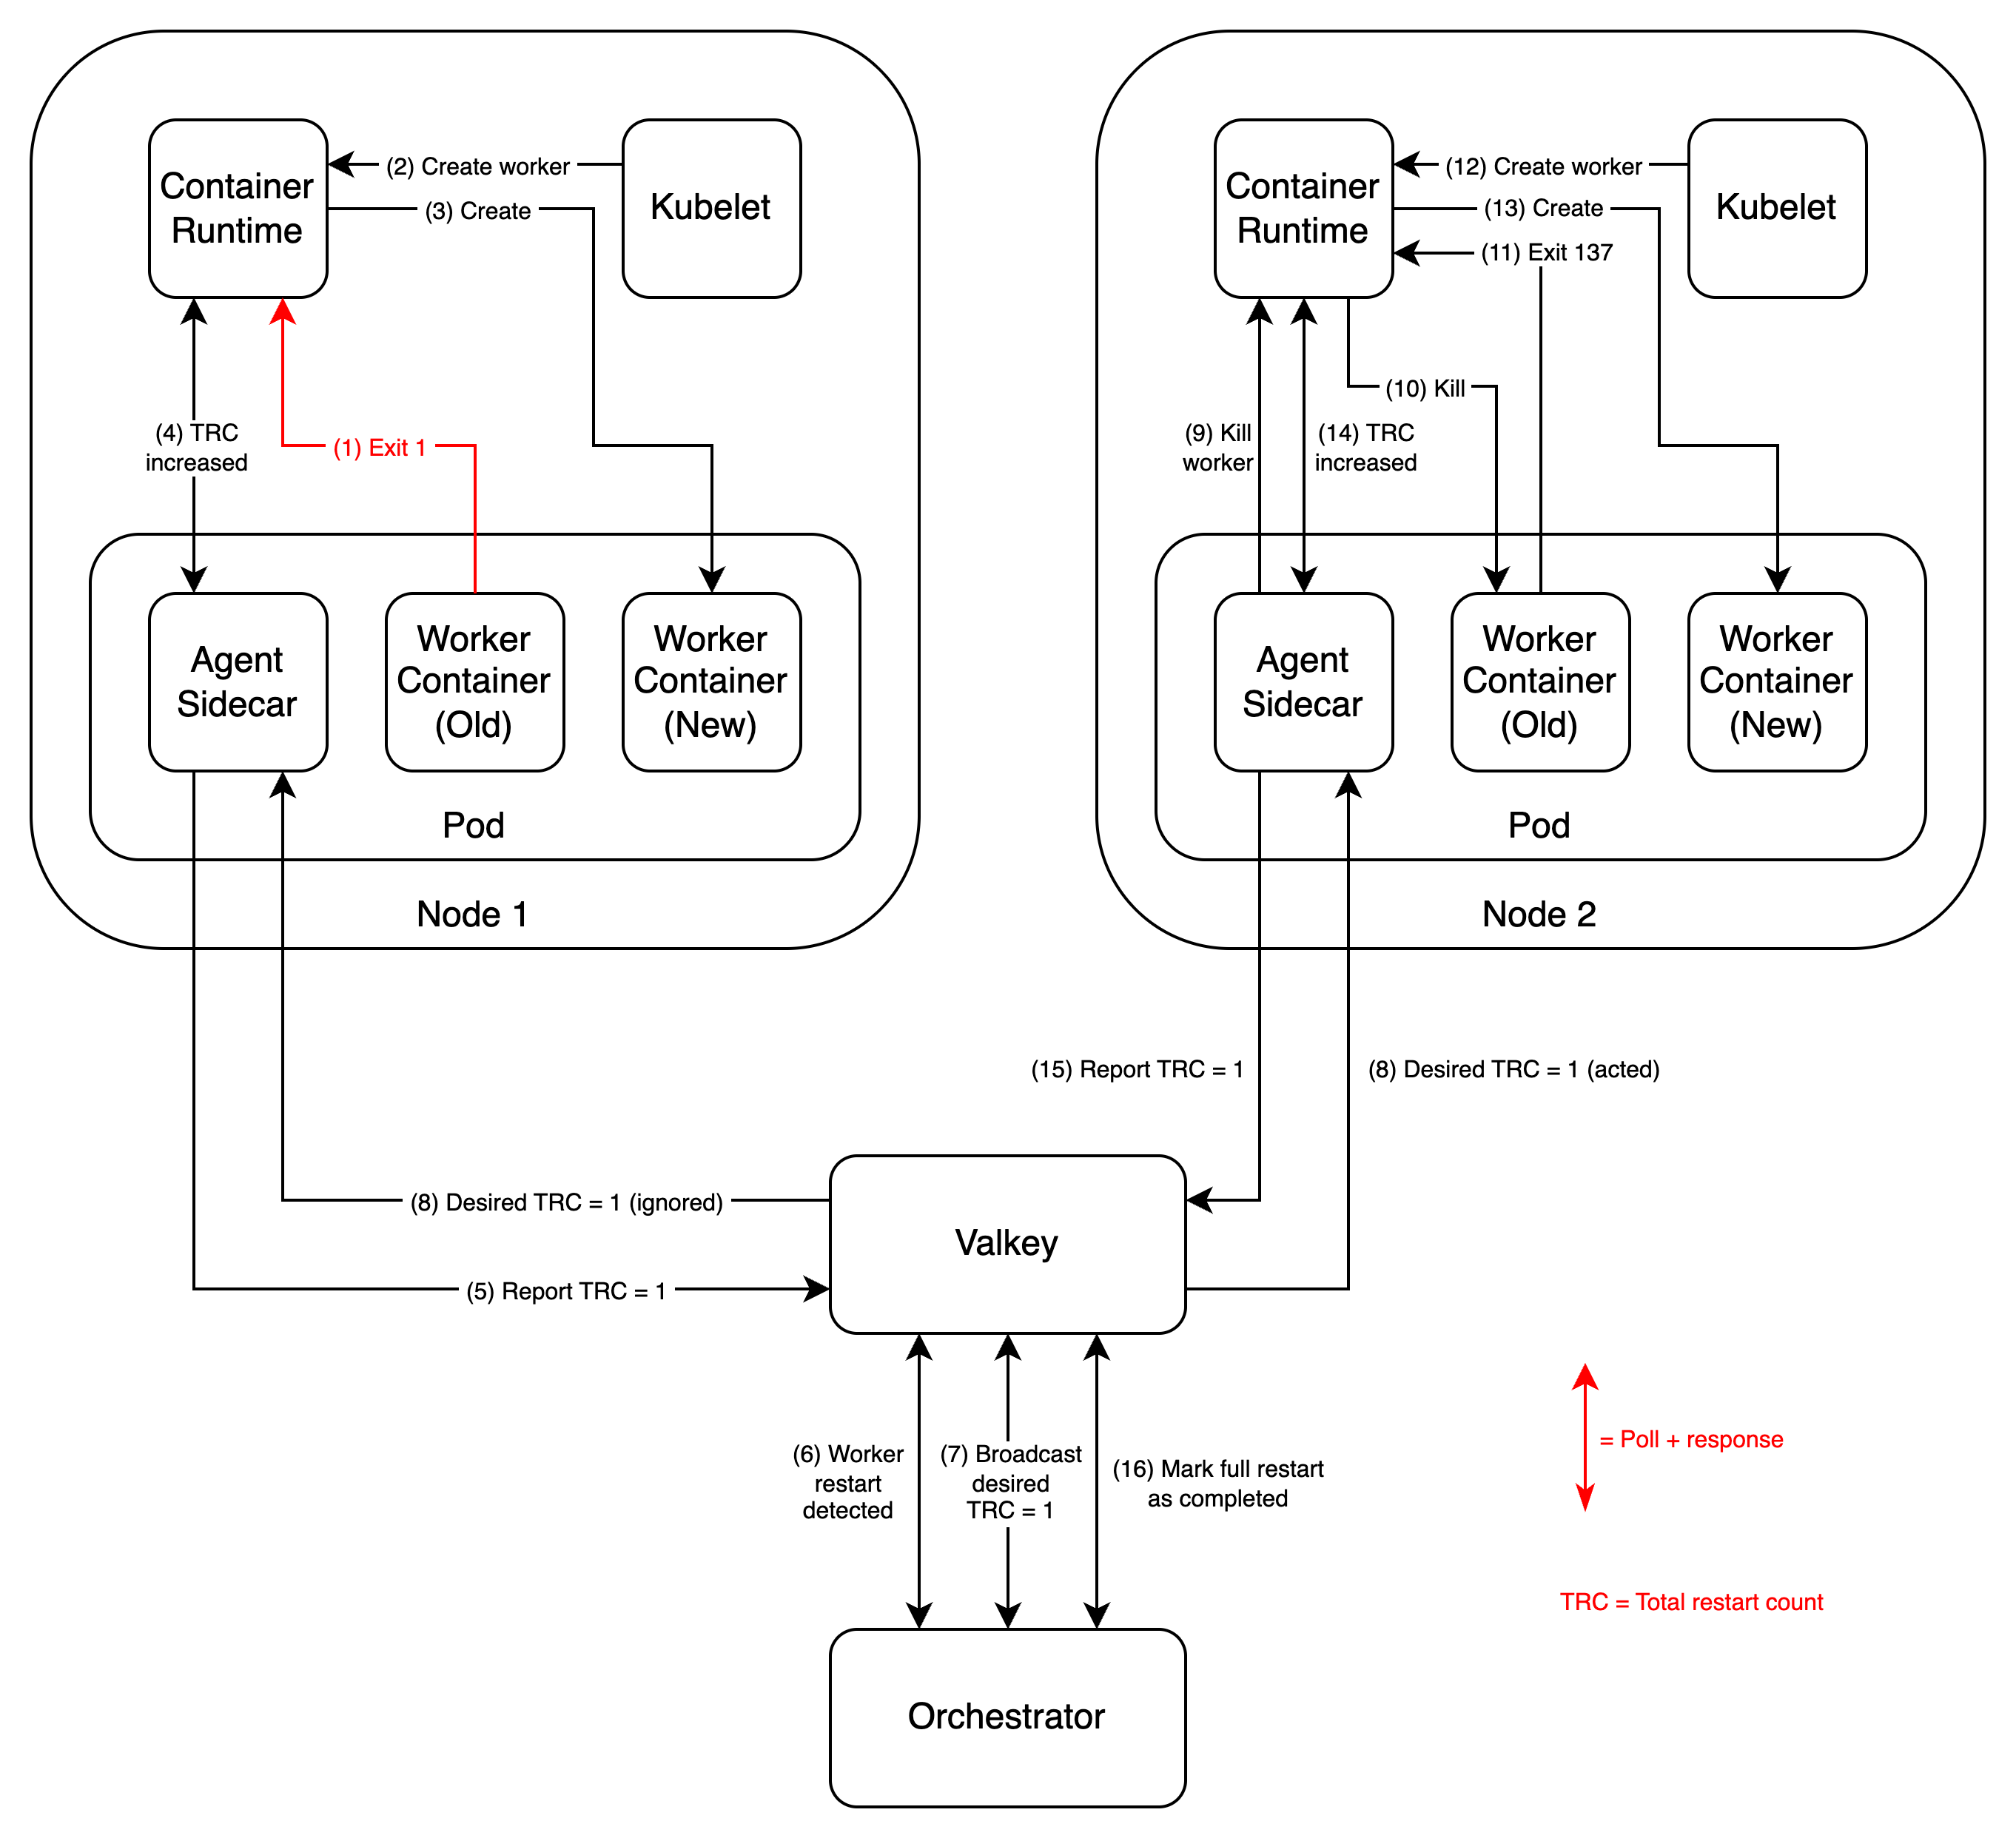 Container
Runtime
(2) Create worker
(3) Create
Kubelet
(4) TRC
increased
(1) Exit 1
Agent
Sidecar
Worker
Container
(Old)
Worker
Container
(New)
Pod
Node 1
Container
Runtime
(12) Create worker
(13) Create
(11) Exit 137
Kubelet
(10) Kill
(9) Kill
worker
(14) TRC
increased
Agent
Sidecar
Worker
Container
(Old)
Worker
Container
(New)
Pod
Node 2
(15) Report TRC = 1
(8) Desired TRC = 1 (acted)
(8) Desired TRC = 1 (ignored)
(5) Report TRC = 1
Valkey
(6) Worker
restart
detected
(7) Broadcast
desired
TRC = 1
(16) Mark full restart
as completed
= Poll + response
TRC = Total restart count
Orchestrator